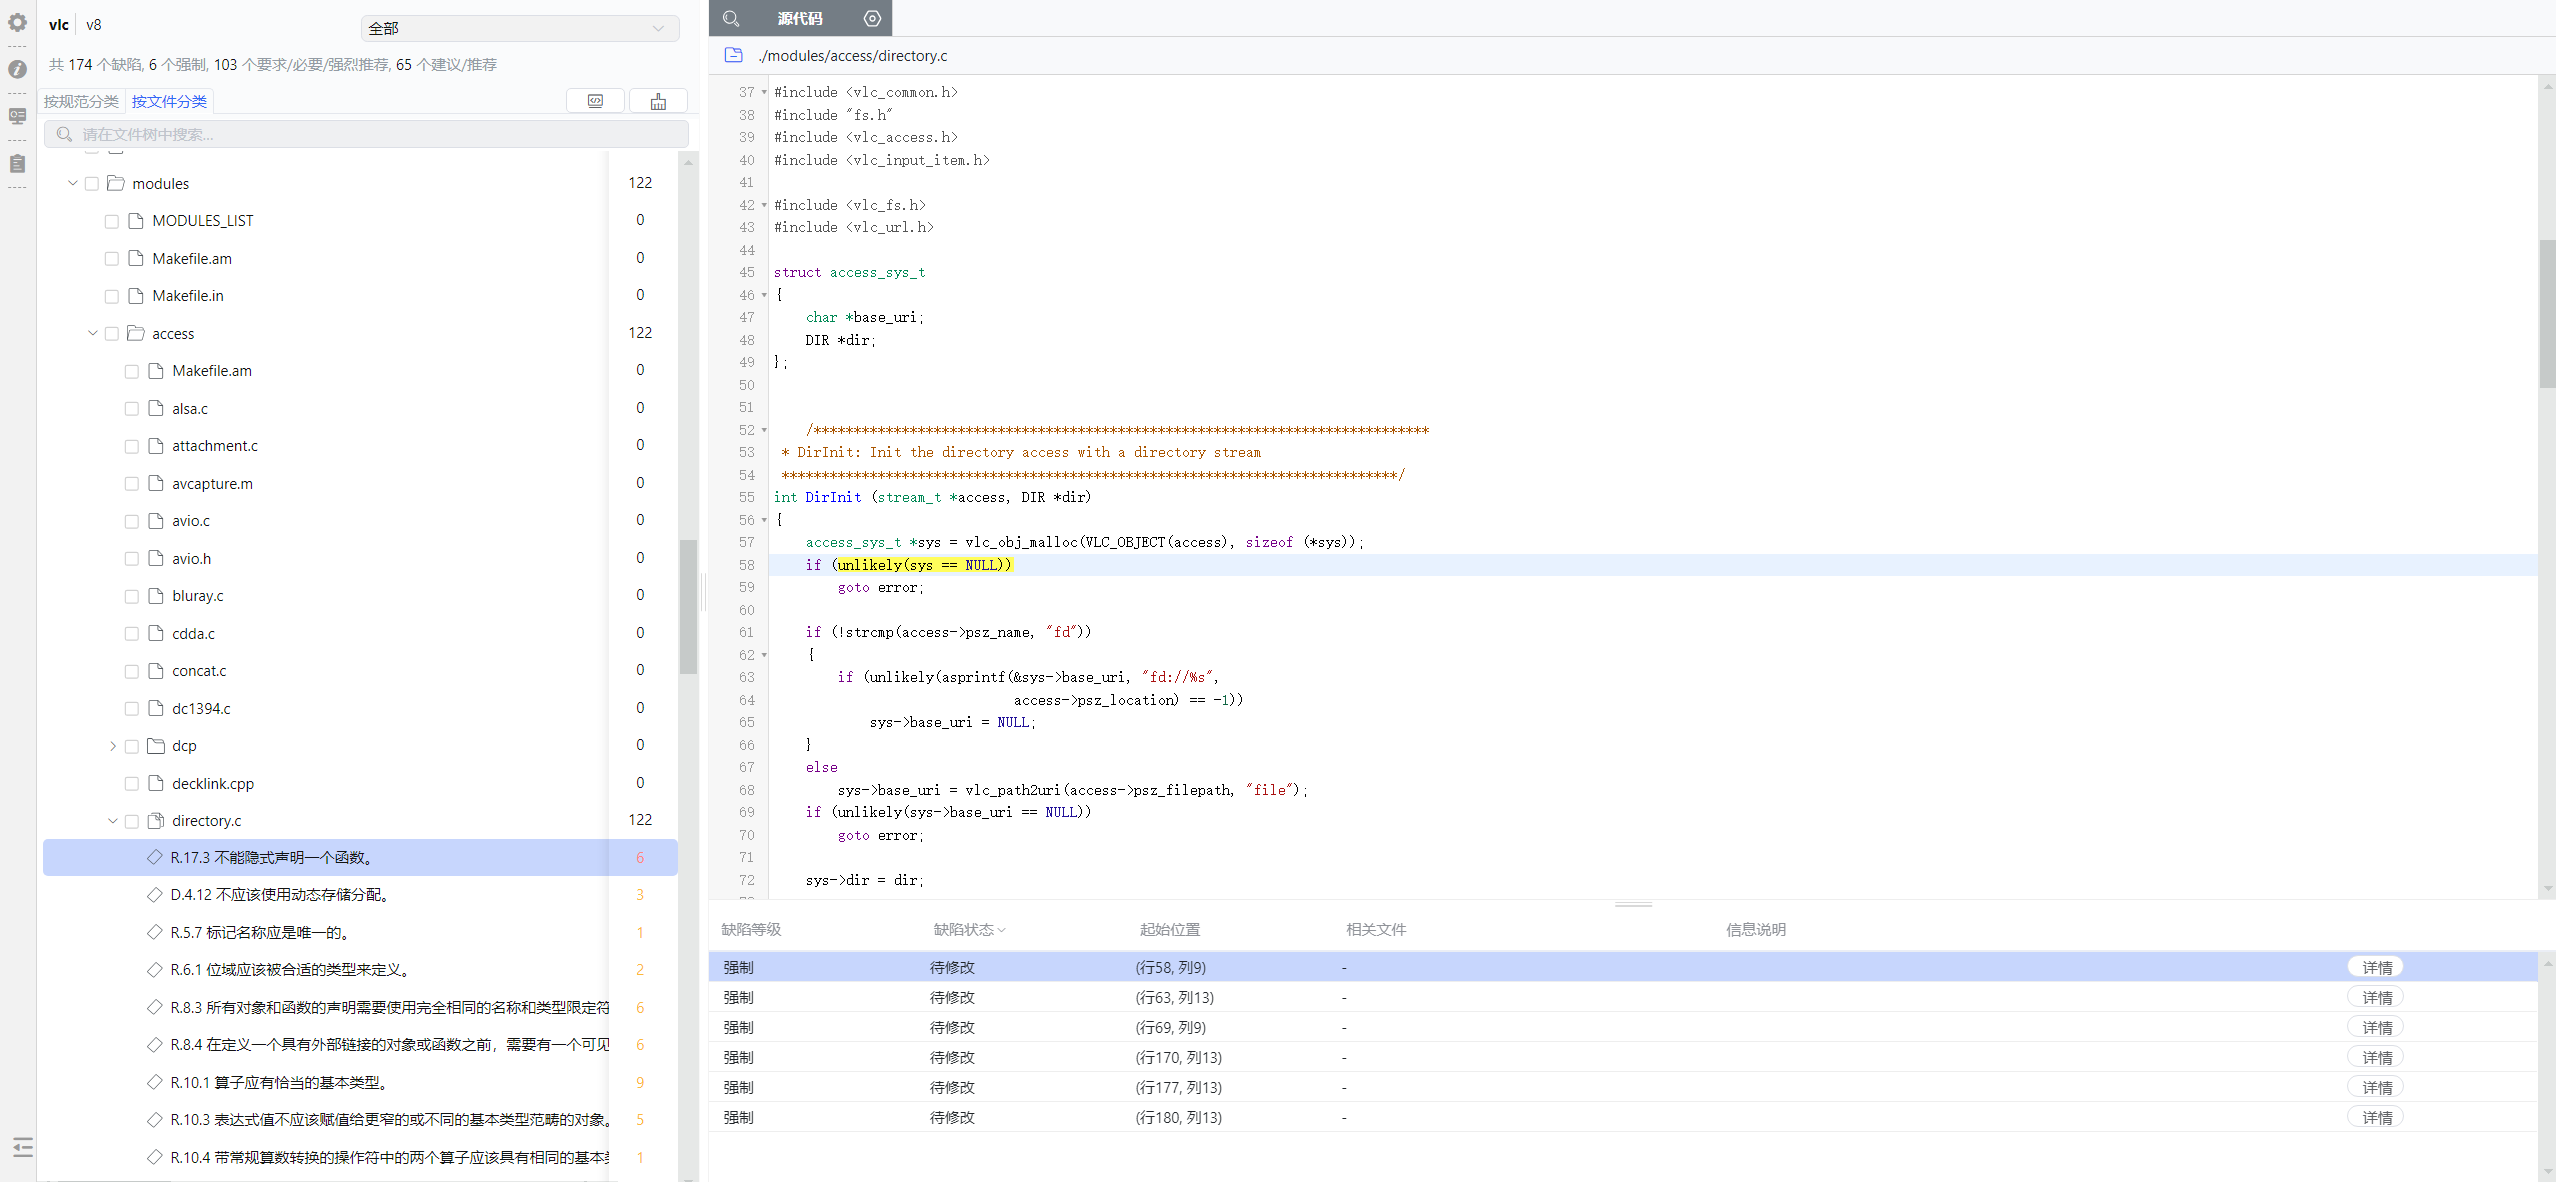 vlc v8 全部
共 174 个缺陷, 6 个强制, 103 个要求/必要/强烈推荐, 65 个建议/推荐
按规范分类 按文件分类
请在文件树中搜索...
modules 122
MODULES_LIST 0
Makefile.am 0
Makefile.in 0
access 122
Makefile.am 0
alsa.c 0
attachment.c 0
avcapture.m 0
avio.c 0
avio.h 0
bluray.c 0
cdda.c 0
concat.c 0
dc1394.c 0
dcp 0
decklink.cpp 0
directory.c 122
R.17.3 不能隐式声明一个函数。 6
D.4.12 不应该使用动态存储分配。 3
R.5.7 标记名称应是唯一的。 1
R.6.1 位域应该被合适的类型来定义。 2
R.8.3 所有对象和函数的声明需要使用完全相同的名称和类型限定符 6
R.8.4 在定义一个具有外部链接的对象或函数之前，需要有一个可见 6
R.10.1 算子应有恰当的基本类型。 9
R.10.3 表达式值不应该赋值给更窄的或不同的基本类型范畴的对象。 5
R.10.4 带常规算数转换的操作符中的两个算子应该具有相同的基本 1
源代码
./modules/access/directory.c
37 #include <vlc_common.h>
38 #include "fs.h"
39 #include <vlc_access.h>
40 #include <vlc_input_item.h>
41
42 #include <vlc_fs.h>
43 #include <vlc_url.h>
44
45 struct access_sys_t
46 {
47 char *base_uri;
48 DIR *dir;
49 };
50
51
52 /*****************************************************************************
53 * DirInit: Init the directory access with a directory stream
54 *****************************************************************************/
55 int DirInit (stream_t *access, DIR *dir)
56 {
57 access_sys_t *sys = vlc_obj_malloc(VLC_OBJECT(access), sizeof (*sys));
58 if (unlikely(sys == NULL))
59 goto error;
60
61 if (!strcmp(access->psz_name, "fd"))
62 {
63 if (unlikely(asprintf(&sys->base_uri, "fd://%s",
64 access->psz_location) == -1))
65 sys->base_uri = NULL;
66 }
67 else
68 sys->base_uri = vlc_path2uri(access->psz_filepath, "file");
69 if (unlikely(sys->base_uri == NULL))
70 goto error;
71
72 sys->dir = dir;
缺陷等级 缺陷状态 起始位置 相关文件 信息说明
强制 待修改 (行58, 列9) - 详情
强制 待修改 (行63, 列13) - 详情
强制 待修改 (行69, 列9) - 详情
强制 待修改 (行170, 列13) - 详情
强制 待修改 (行177, 列13) - 详情
强制 待修改 (行180, 列13) - 详情